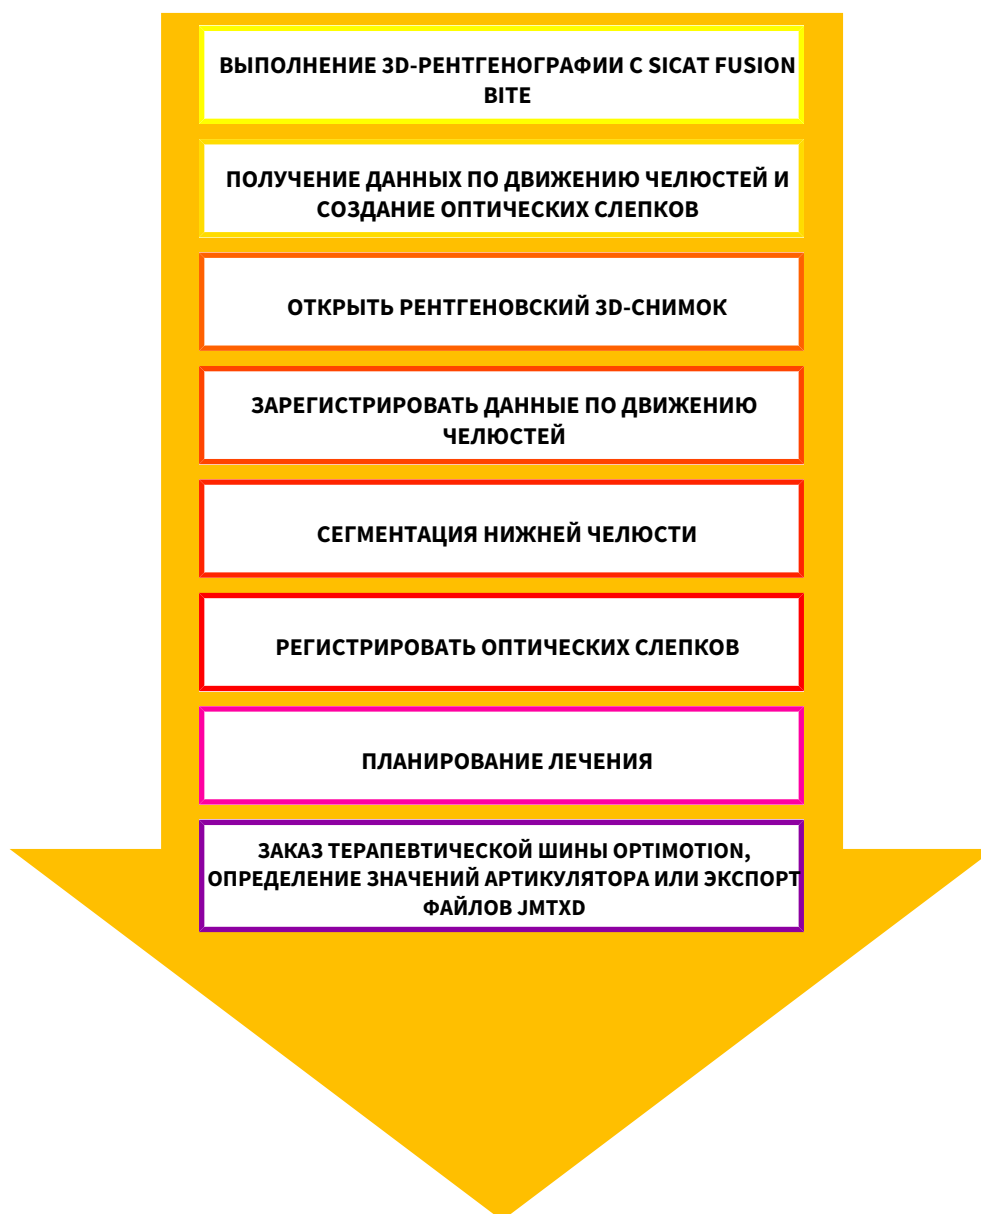 ВЫПОЛНЕНИЕ 3D-РЕНТГЕНОГРАФИИ С SICAT FUSION
BITE
ПОЛУЧЕНИЕ ДАННЫХ ПО ДВИЖЕНИЮ ЧЕЛЮСТЕЙ И
СОЗДАНИЕ ОПТИЧЕСКИХ СЛЕПКОВ
ОТКРЫТЬ РЕНТГЕНОВСКИЙ 3D-СНИМОК
ЗАРЕГИСТРИРОВАТЬ ДАННЫЕ ПО ДВИЖЕНИЮ
ЧЕЛЮСТЕЙ
СЕГМЕНТАЦИЯ НИЖНЕЙ ЧЕЛЮСТИ
РЕГИСТРИРОВАТЬ ОПТИЧЕСКИХ СЛЕПКОВ
ПЛАНИРОВАНИЕ ЛЕЧЕНИЯ
ЗАКАЗ ТЕРАПЕВТИЧЕСКОЙ ШИНЫ OPTIMOTION,
ОПРЕДЕЛЕНИЕ ЗНАЧЕНИЙ АРТИКУЛЯТОРА ИЛИ ЭКСПОРТ
ФАЙЛОВ JMTXD